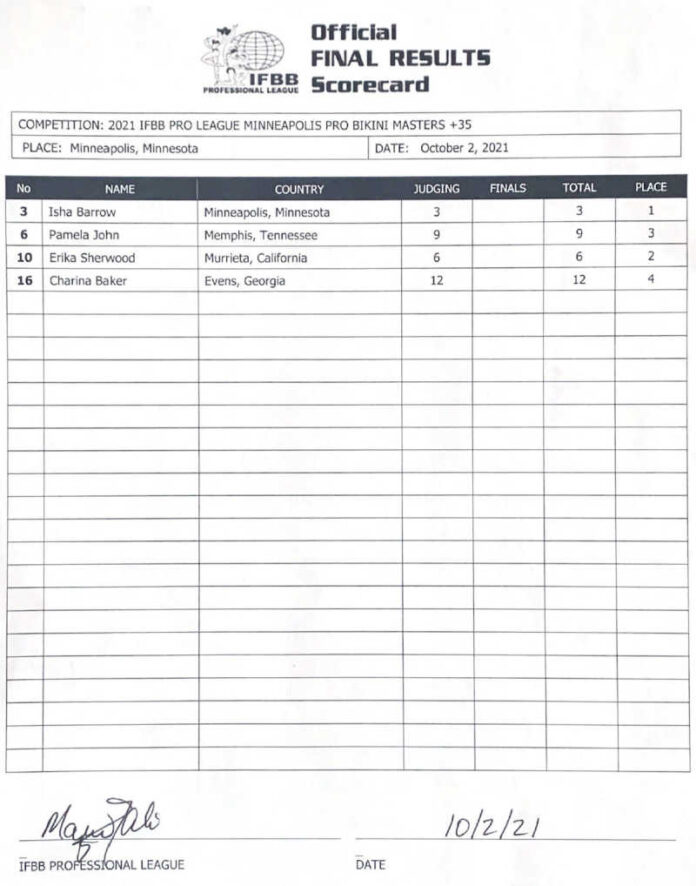 Official
FINAL RESULTS
Scorecard
IFBB
PROFESSIONAL LEAGUE
COMPETITION: 2021 IFBB PRO LEAGUE MINNEAPOLIS PRO BIKINI MASTERS +35
PLACE: Minneapolis, Minnesota DATE: October 2, 2021
No NAME COUNTRY JUDGING FINALS TOTAL PLACE
3 Isha Barrow Minneapolis, Minnesota 3 3 1
6 Pamela John Memphis, Tennessee 9 9 3
10 Erika Sherwood Murrieta, California 6 6 2
16 Charina Baker Evens, Georgia 12 12 4
10/2/21
IFBB PROFESSIONAL LEAGUE DATE